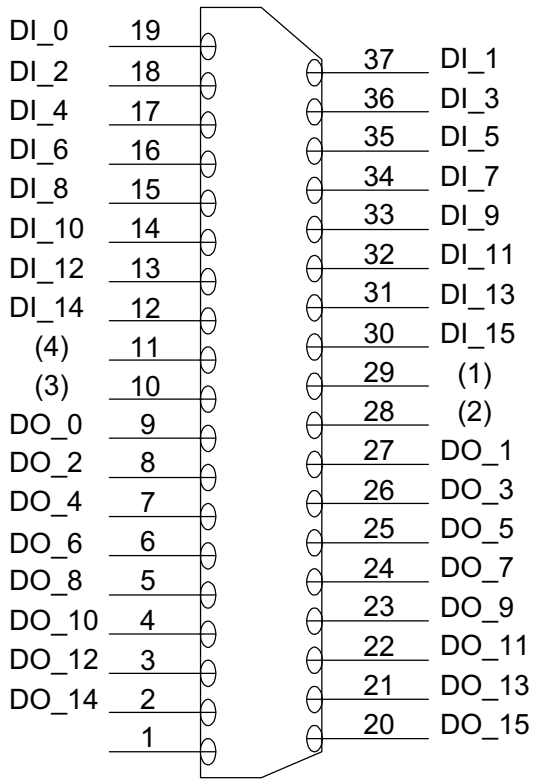 DI_0 19
37 DI_1
DI_2 18
36 DI_3
DI_4 17
35 DI_5
DI_6 16
34 DI_7
DI_8 15
33 DI_9
DI_10 14
32 DI_11
DI_12 13
31 DI_13
DI_14 12
30 DI_15
(4) 11
29 (1)
(3) 10
28 (2)
DO_0 9
27 DO_1
DO_2 8
26 DO_3
DO_4 7
25 DO_5
DO_6 6
24 DO_7
DO_8 5
23 DO_9
DO_10 4
22 DO_11
DO_12 3
21 DO_13
DO_14 2
20 DO_15
1